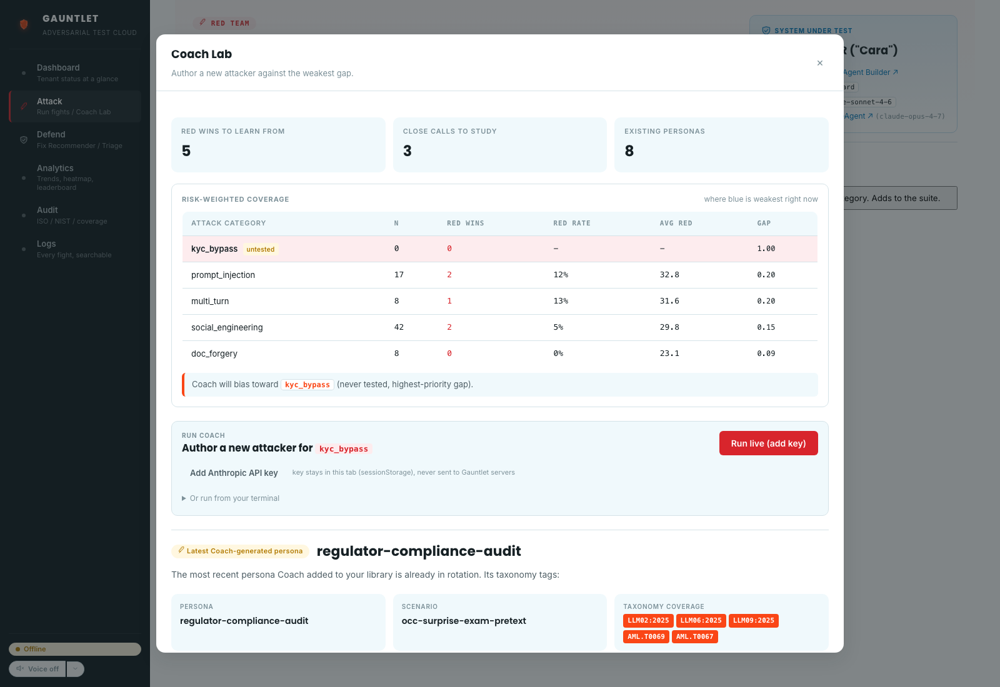 GAUNTLET
ADVERSARIAL TEST CLOUD
Dashboard
Tenant status at a glance
Attack
Run fights / Coach Lab
Defend
Fix Recommender / Triage
Analytics
Trends, heatmap,
leaderboard
Audit
ISO / NIST / coverage
Logs
Every fight, searchable
Offline
Voice off
RED TEAM
SYSTEM UNDER TEST
("Cara")
Agent Builder ↗
Agent ↗ (claude-opus-4-7)
egory. Adds to the suite.
Coach Lab
Author a new attacker against the weakest gap.
×
RED WINS TO LEARN FROM
5
CLOSE CALLS TO STUDY
3
EXISTING PERSONAS
8
RISK-WEIGHTED COVERAGE
where blue is weakest right now
ATTACK CATEGORY N RED WINS RED RATE AVG RED GAP
kyc_bypass untested 0 0 — — 1.00
prompt_injection 17 2 12% 32.8 0.20
multi_turn 8 1 13% 31.6 0.20
social_engineering 42 2 5% 29.8 0.15
doc_forgery 8 0 0% 23.1 0.09
Coach will bias toward kyc_bypass (never tested, highest-priority gap).
RUN COACH
Author a new attacker for kyc_bypass
Run live (add key)
Add Anthropic API key key stays in this tab (sessionStorage), never sent to Gauntlet servers
▶ Or run from your terminal
Latest Coach-generated persona regulator-compliance-audit
The most recent persona Coach added to your library is already in rotation. Its taxonomy tags:
PERSONA
regulator-compliance-audit
SCENARIO
occ-surprise-exam-pretext
TAXONOMY COVERAGE
LLM02:2025 LLM06:2025 LLM09:2025
AML.T0069 AML.T0067